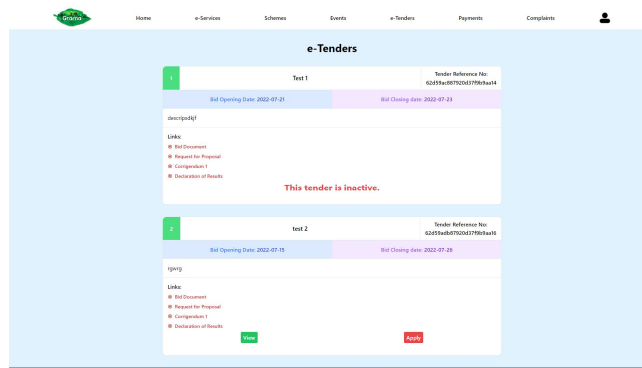 Grama
Home e-Services Schemes Events e-Tenders Payments Complaints
e-Tenders
1 Test 1 Tender Reference No:
62d59ac887920d37f9b9aa14
Bid Opening Date: 2022-07-21 Bid Closing date: 2022-07-23
descripsdkjf
Links:
Bid Document
Request for Proposal
Corrigendum 1
Declaration of Results
This tender is inactive.
2 test 2 Tender Reference No:
62d59adb87920d37f9b9aa16
Bid Opening Date: 2022-07-15 Bid Closing date: 2022-07-26
rgwrg
Links:
Bid Document
Request for Proposal
Corrigendum 1
Declaration of Results
View Apply